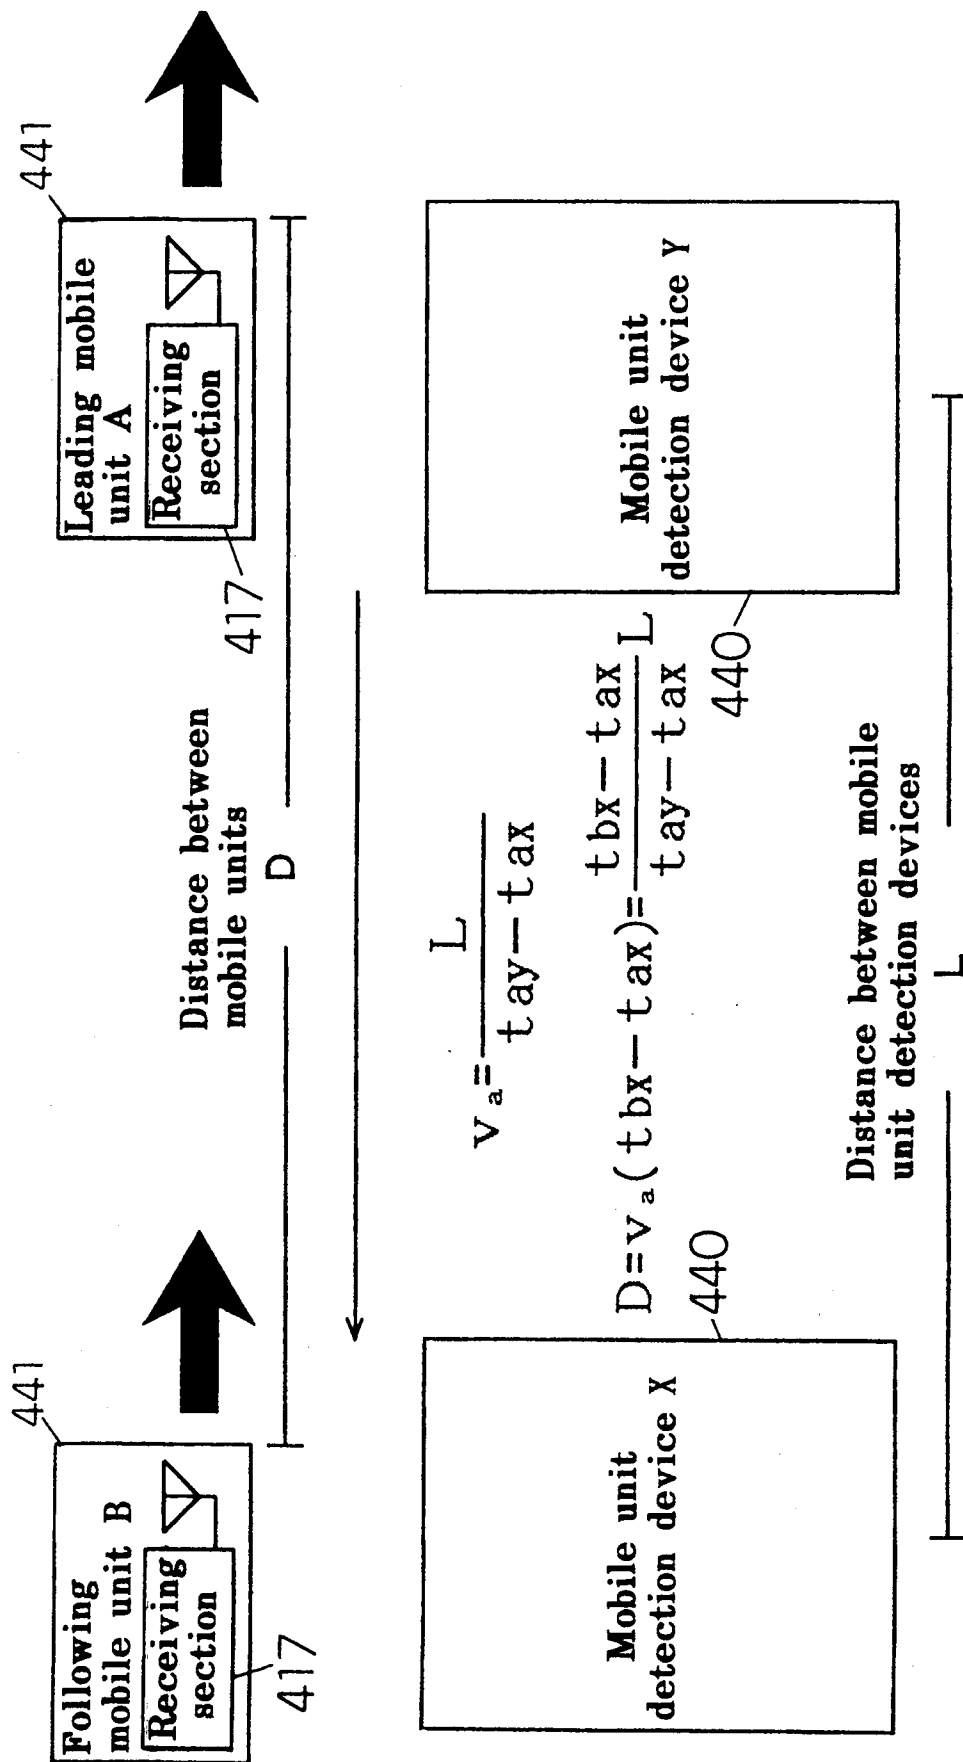 441
Following
mobile unit B
Receiving
section
417
441
Leading mobile
unit A
Receiving
section
417
Distance between
mobile units
D
v a = L / tay—tax
D=v a (tbx—tax)= tbx—tax / tay—tax L
440
Mobile unit
detection device X
440
Mobile unit
detection device Y
Distance between mobile
unit detection devices
L